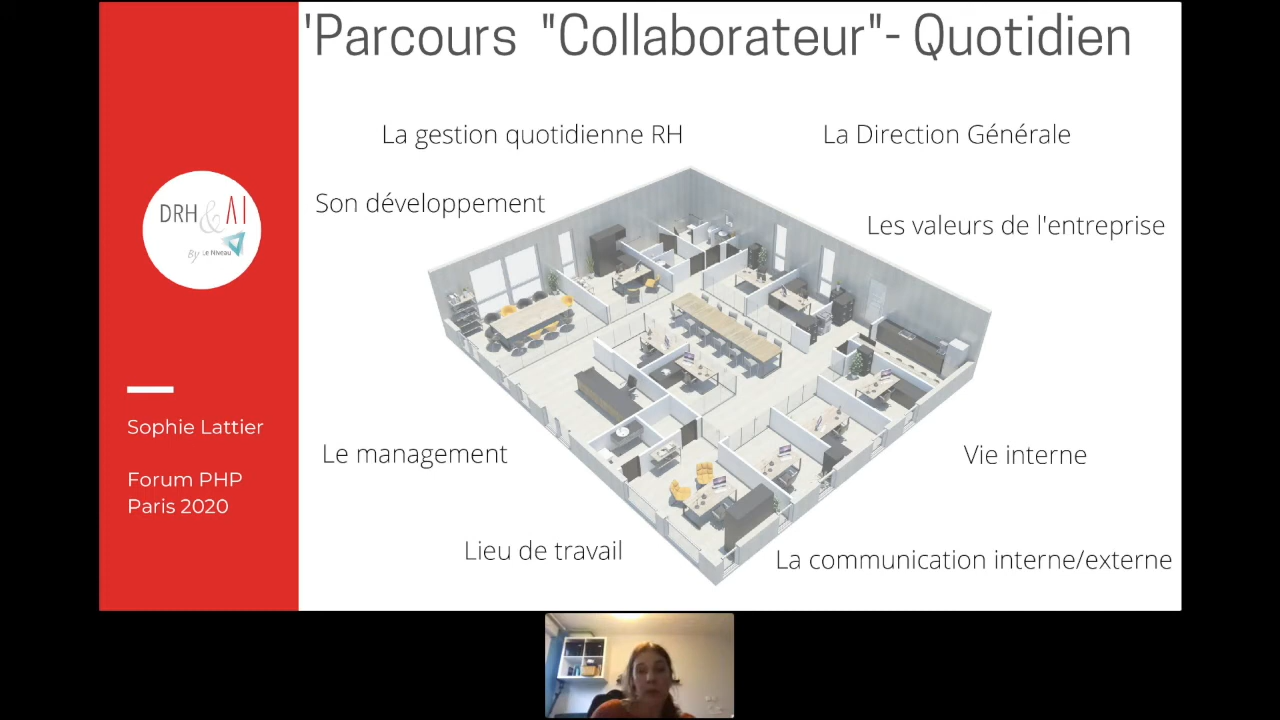 'Parcours "Collaborateur"- Quotidien
La gestion quotidienne RH
La Direction Générale
Son développement
Les valeurs de l'entreprise
DRH & AI
By Le Niveau
Sophie Lattier
Forum PHP
Paris 2020
Le management
Vie interne
Lieu de travail
La communication interne/externe